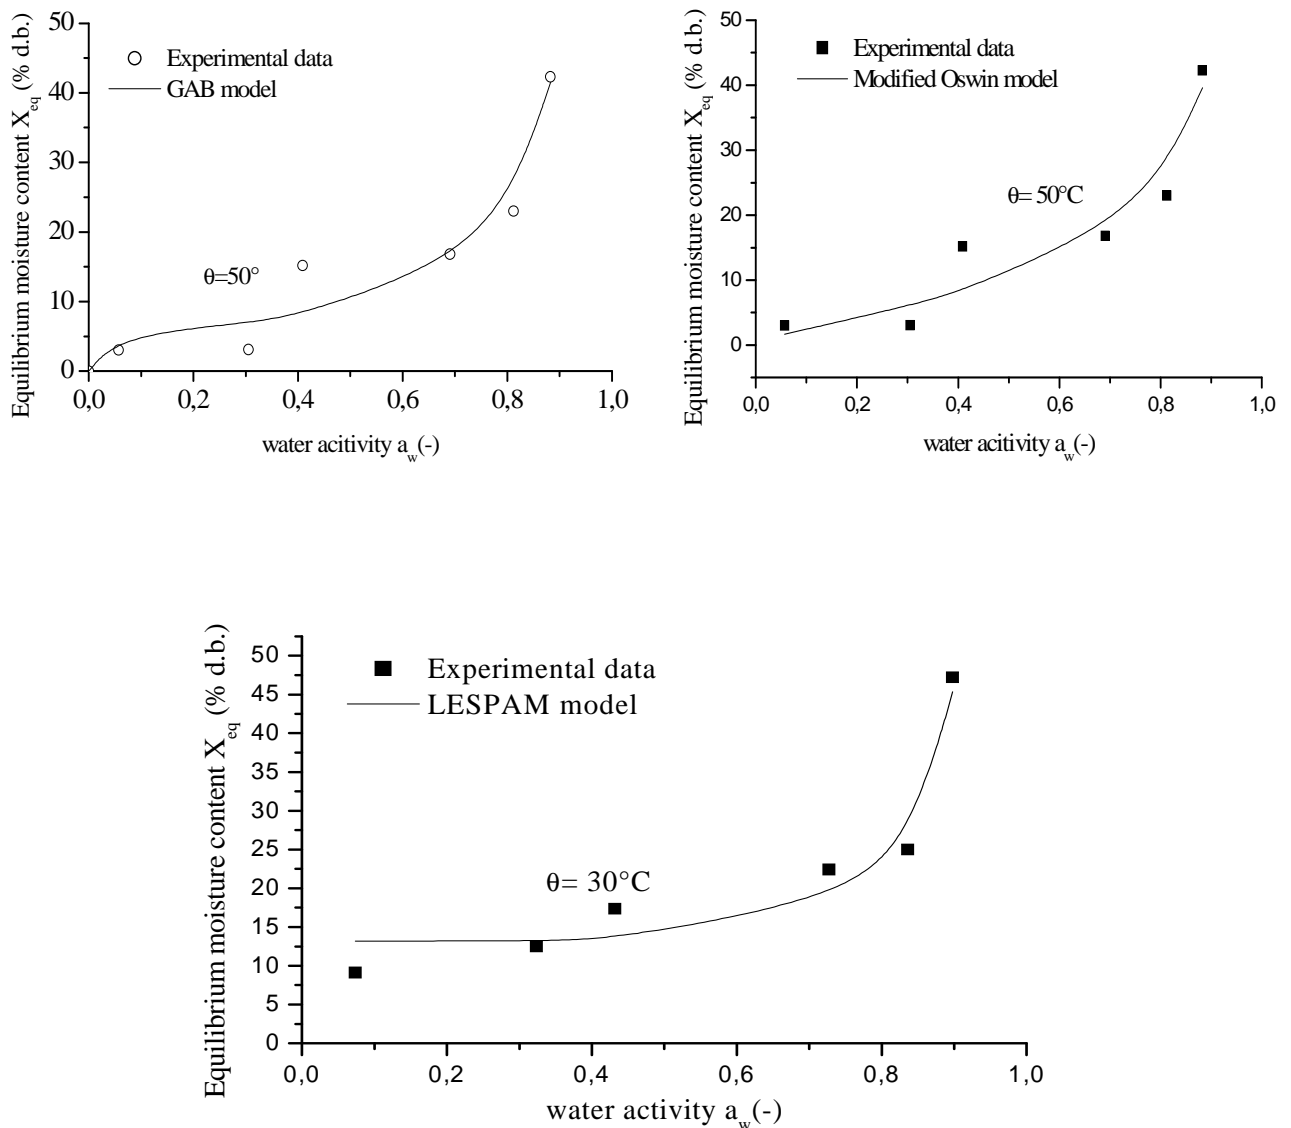 Equilibrium moisture content X_eq (% d.b.)
50
40
30
20
10
0
Experimental data
GAB model
θ=50°
0,0 0,2 0,4 0,6 0,8 1,0
water acitivity a_w(-)
Equilibrium moisture content X_eq (% d.b.)
50
40
30
20
10
0
Experimental data
Modified Oswin model
θ= 50°C
0,0 0,2 0,4 0,6 0,8 1,0
water acitivity a_w(-)
Equilibrium moisture content X_eq (% d.b.)
50
45
40
35
30
25
20
15
10
5
0
Experimental data
LESPAM model
θ= 30°C
0,0 0,2 0,4 0,6 0,8 1,0
water activity a_w(-)